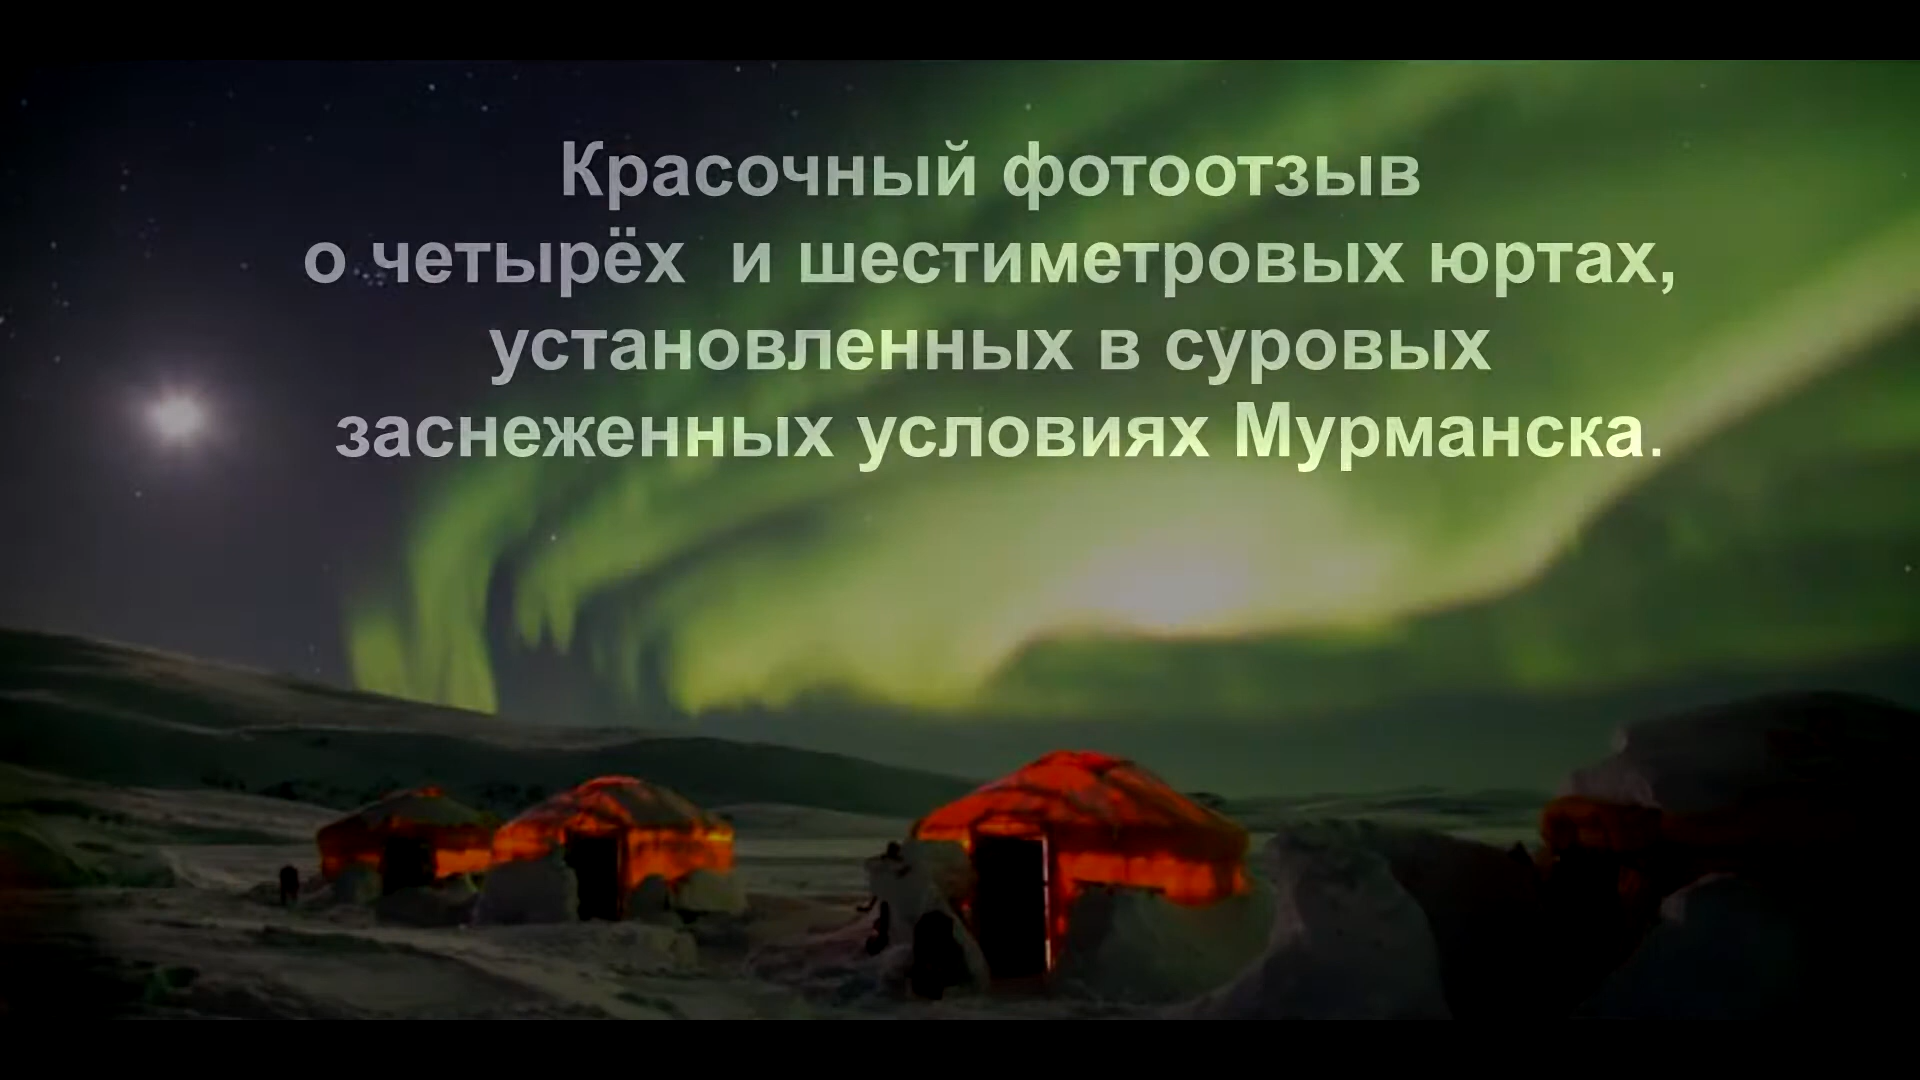 Красочный фотоотзыв
о четырёх и шестиметровых юртах,
установленных в суровых
заснеженных условиях Мурманска.